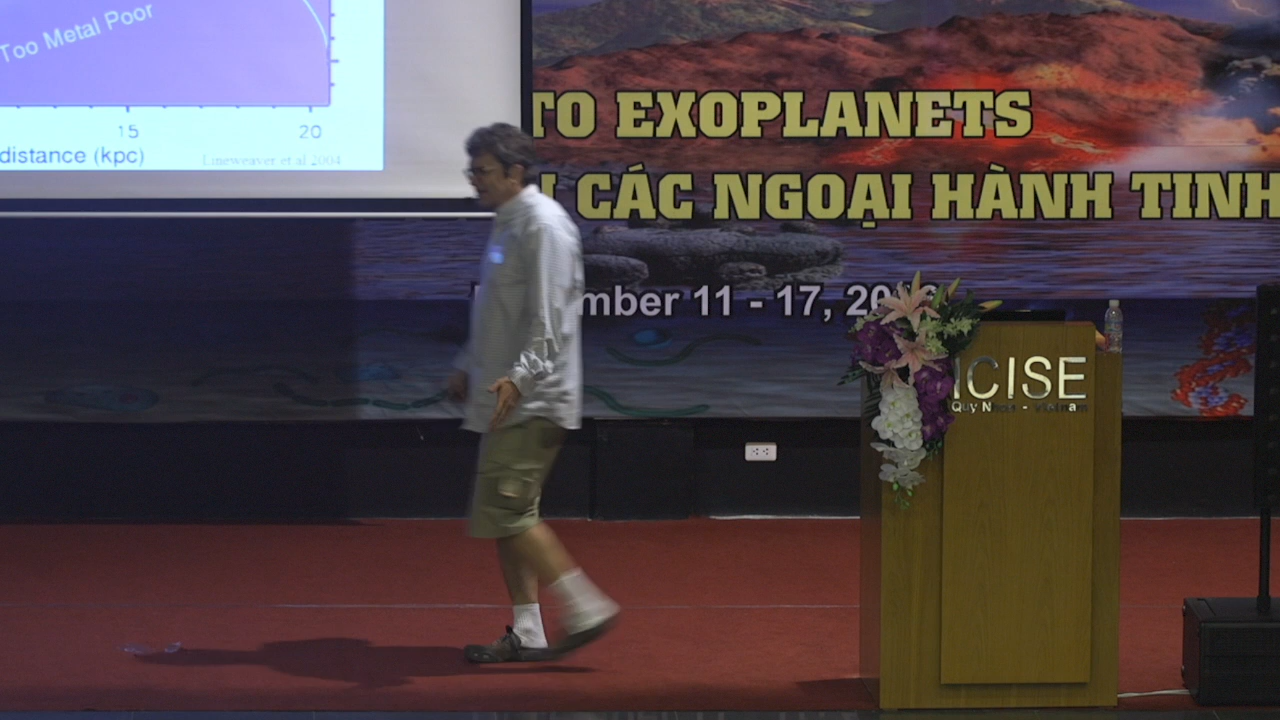 Too Metal Poor
15
20
distance (kpc)
Lineweaver et al 2004
TO EXOPLANETS
CÁC NGOẠI HÀNH TINH
mber 11 - 17, 20
ICISE
Quy Nhon - Vietnam